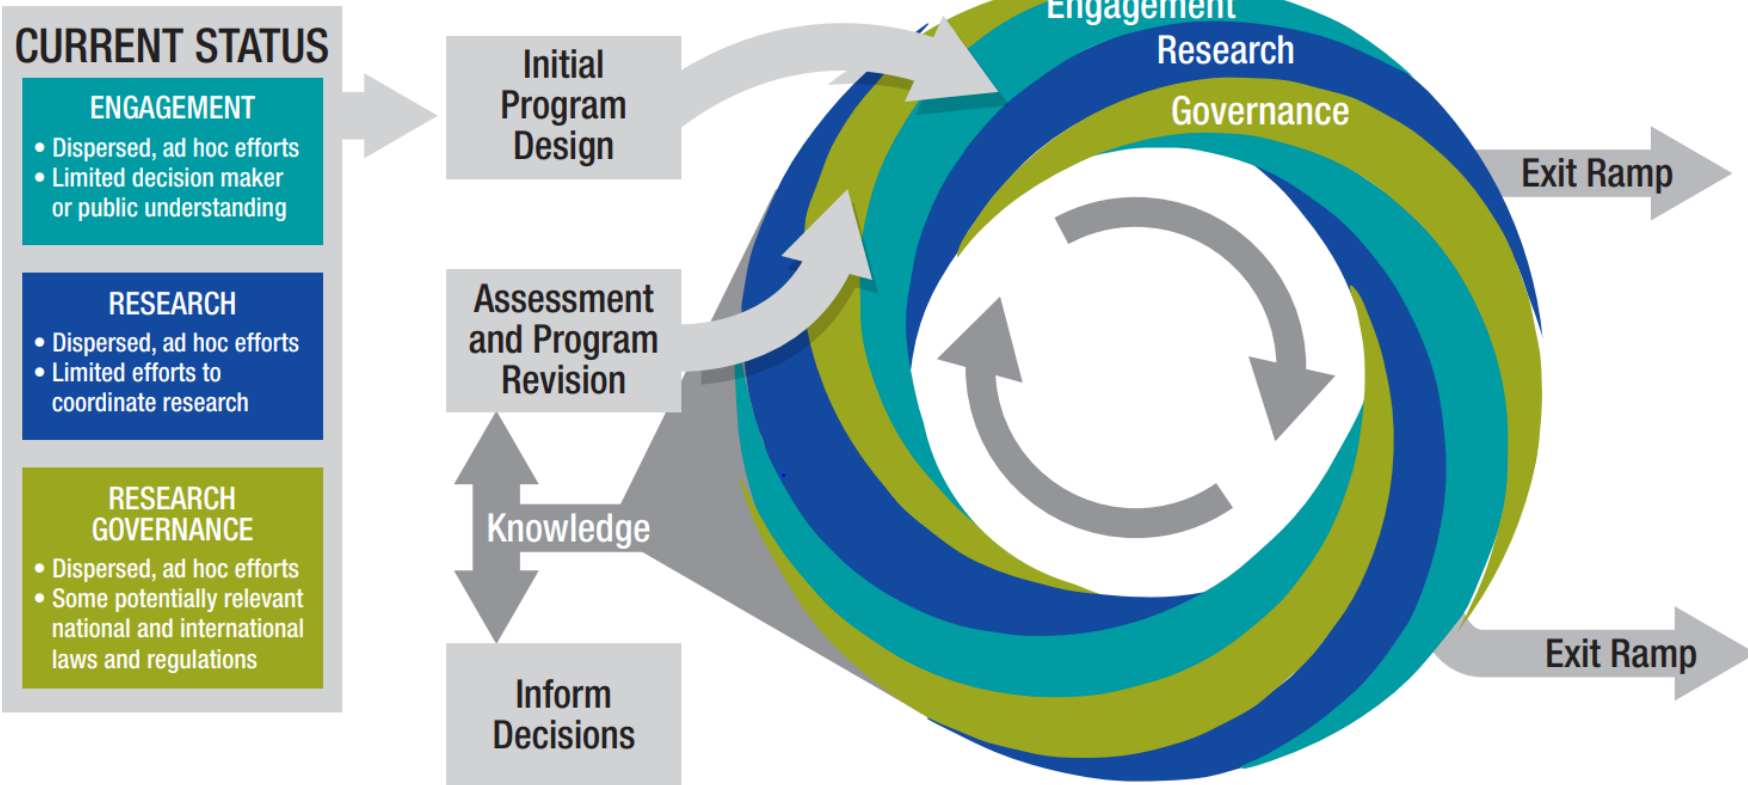 CURRENT STATUS
ENGAGEMENT
• Dispersed, ad hoc efforts
• Limited decision maker
or public understanding
RESEARCH
• Dispersed, ad hoc efforts
• Limited efforts to
coordinate research
RESEARCH
GOVERNANCE
• Dispersed, ad hoc efforts
• Some potentially relevant
national and international
laws and regulations
Initial
Program
Design
Assessment
and Program
Revision
Knowledge
Inform
Decisions
Engagement
Research
Governance
Exit Ramp
Exit Ramp